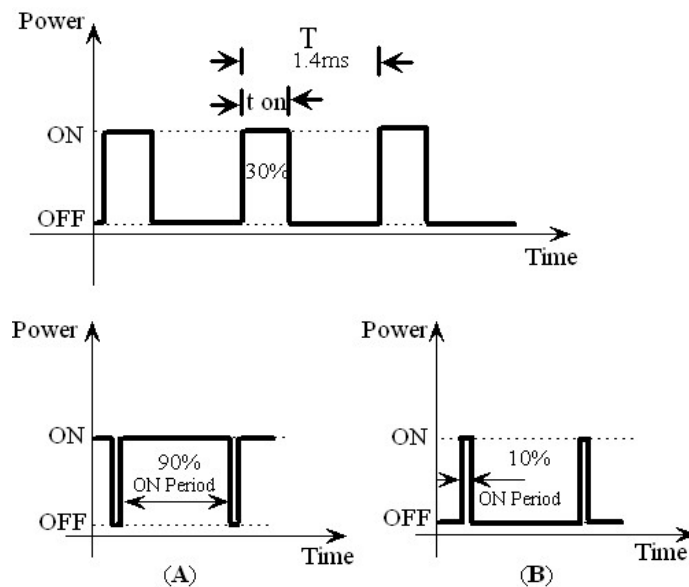 Power
T
1.4ms
t on
ON
30%
OFF
Time
Power
ON
90%
ON Period
OFF
Time
(A)
Power
ON
10%
ON Period
OFF
Time
(B)